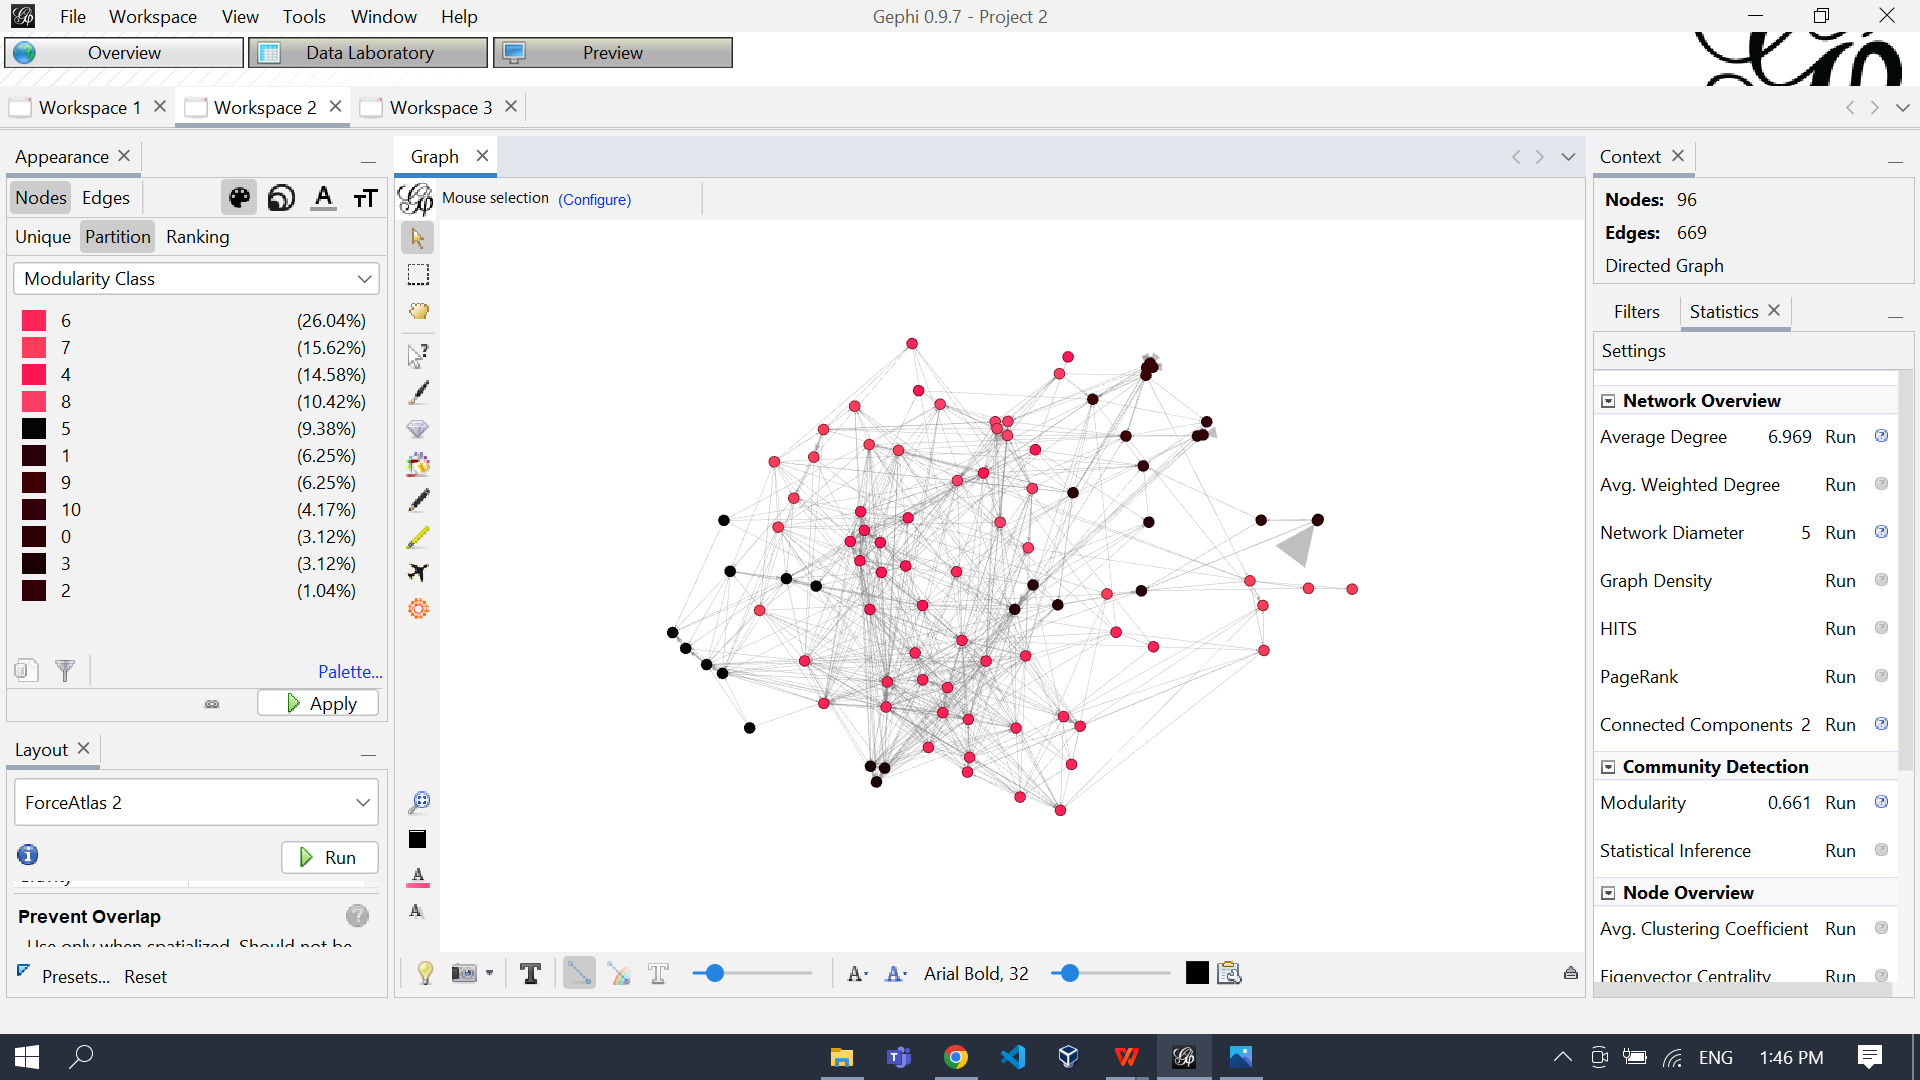 File Workspace View Tools Window Help Gephi 0.9.7 - Project 2
Overview Data Laboratory Preview
Workspace 1 Workspace 2 Workspace 3
Appearance
Nodes Edges A TT
Unique Partition Ranking
Modularity Class
6 (26.04%)
7 (15.62%)
4 (14.58%)
8 (10.42%)
5 (9.38%)
1 (6.25%)
9 (6.25%)
10 (4.17%)
0 (3.12%)
3 (3.12%)
2 (1.04%)
Palette...
Apply
Layout
ForceAtlas 2
Run
Prevent Overlap
Use only when spatialized. Should not be
Presets... Reset
Graph
Mouse selection (Configure)
T T A A Arial Bold, 32
Context
Nodes: 96
Edges: 669
Directed Graph
Filters Statistics
Settings
Network Overview
Average Degree 6.969 Run
Avg. Weighted Degree Run
Network Diameter 5 Run
Graph Density Run
HITS Run
PageRank Run
Connected Components 2 Run
Community Detection
Modularity 0.661 Run
Statistical Inference Run
Node Overview
Avg. Clustering Coefficient Run
Eigenvector Centrality Run
ENG 1:46 PM